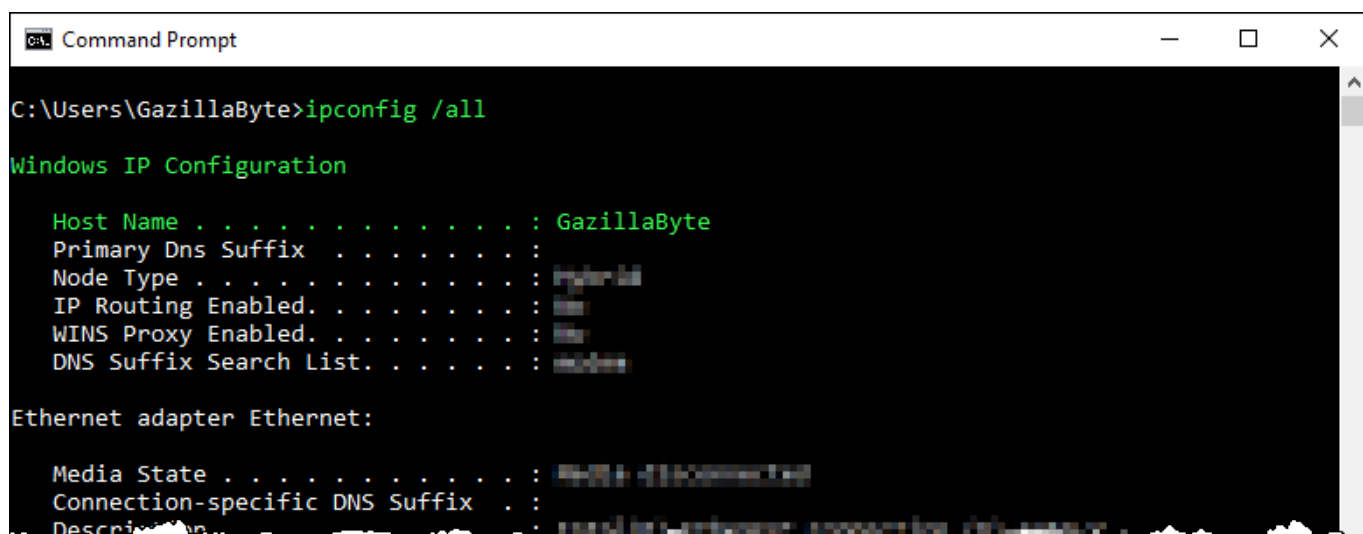 Command Prompt
C:\Users\GazillaByte>ipconfig /all
Windows IP Configuration
Host Name . . . . . . . . . . . . : GazillaByte
Primary Dns Suffix  . . . . . . . :
Node Type . . . . . . . . . . . . :
IP Routing Enabled. . . . . . . . :
WINS Proxy Enabled. . . . . . . . :
DNS Suffix Search List. . . . . . :
Ethernet adapter Ethernet:
Media State . . . . . . . . . . . :
Connection-specific DNS Suffix  . :